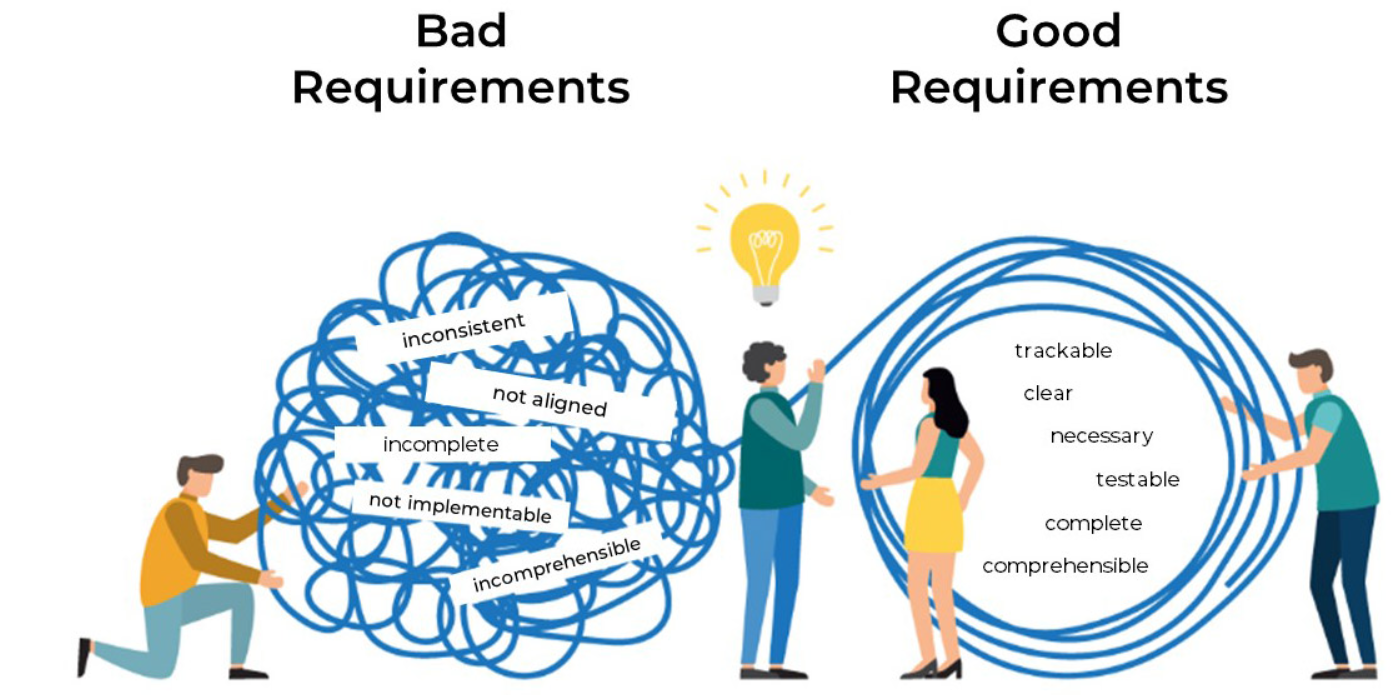 Bad
Requirements
inconsistent
not aligned
incomplete
not implementable
incomprehensible
Good
Requirements
trackable
clear
necessary
testable
complete
comprehensible